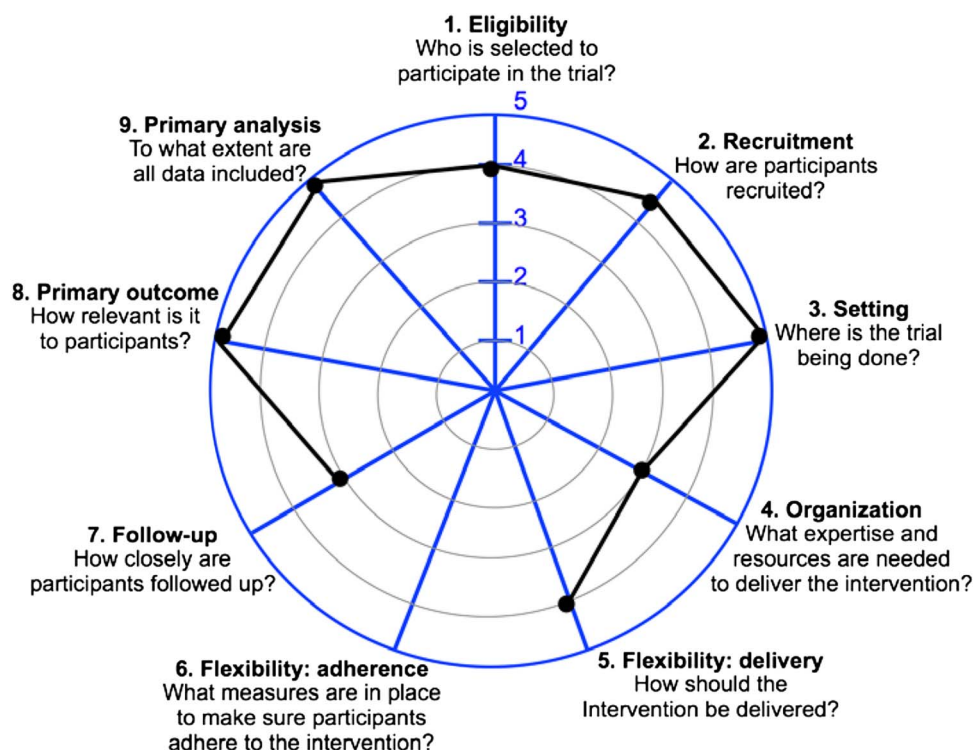 1. Eligibility
Who is selected to
participate in the trial?
5
4
3
2
1
2. Recruitment
How are participants
recruited?
3. Setting
Where is the trial
being done?
4. Organization
What expertise and
resources are needed
to deliver the intervention?
5. Flexibility: delivery
How should the
Intervention be delivered?
6. Flexibility: adherence
What measures are in place
to make sure participants
adhere to the intervention?
7. Follow-up
How closely are
participants followed up?
8. Primary outcome
How relevant is it
to participants?
9. Primary analysis
To what extent are
all data included?